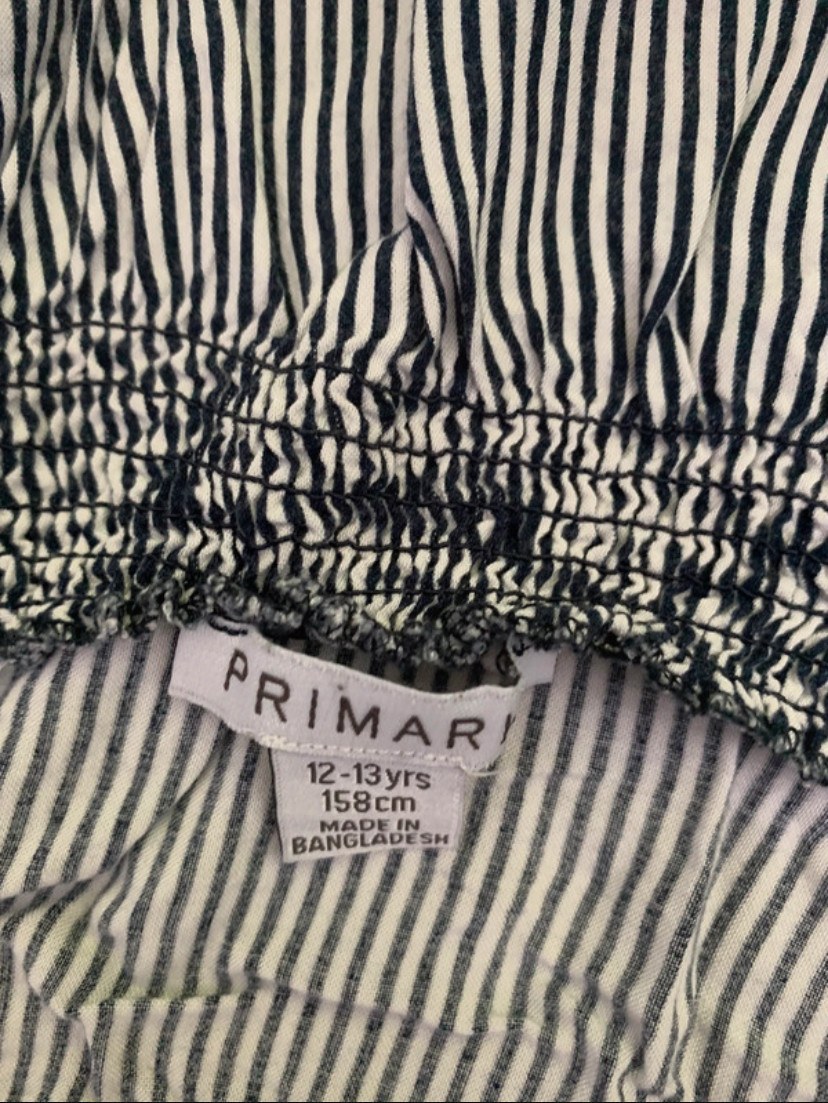 PRIMARK
12-13yrs
158cm
MADE IN
BANGLADESH